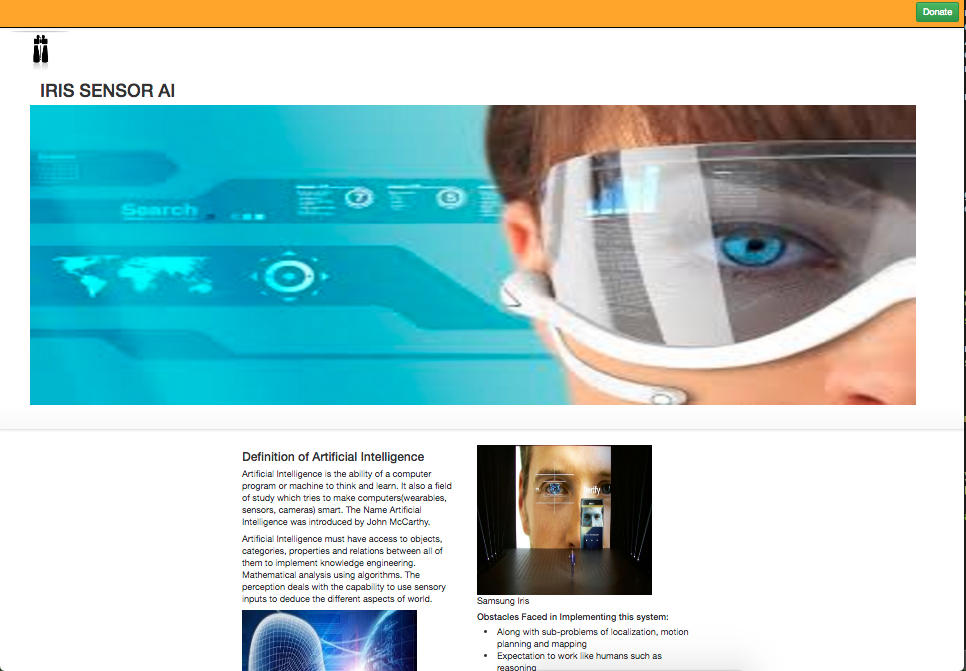 Donate
IRIS SENSOR AI
Search
7
5
Definition of Artificial Intelligence
Artificial Intelligence is the ability of a computer
program or machine to think and learn. It also a field
of study which tries to make computers(wearables,
sensors, cameras) smart. The Name Artificial
Intelligence was introduced by John McCarthy.
Artificial Intelligence must have access to objects,
categories, properties and relations between all of
them to implement knowledge engineering.
Mathematical analysis using algorithms. The
perception deals with the capability to use sensory
inputs to deduce the different aspects of world.
Verify
Samsung Iris
Obstacles Faced in Implementing this system:
• Along with sub-problems of localization, motion
planning and mapping
• Expectation to work like humans such as
reasoning